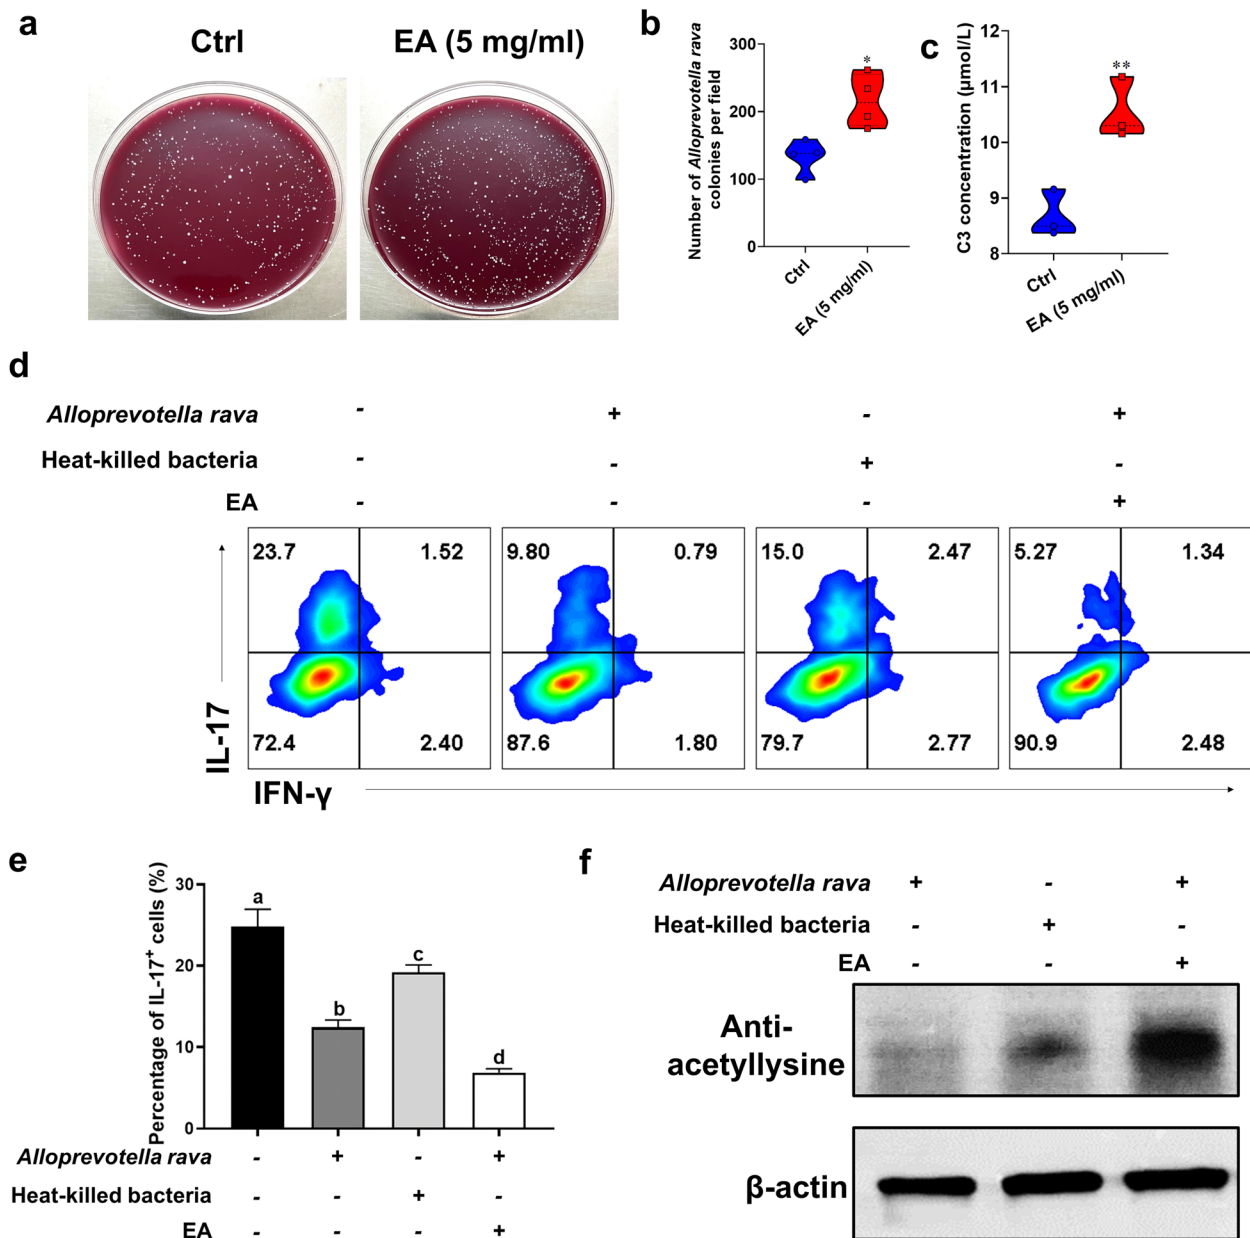 a
Ctrl
EA (5 mg/ml)
b
Number of Alloprevotella rava
colonies per field
300
200
100
0
*
Ctrl
EA (5 mg/ml)
c
C3 concentration (μmol/L)
12
11
10
9
8
**
Ctrl
EA (5 mg/ml)
d
Alloprevotella rava - + - +
Heat-killed bacteria - - + -
EA - - - +
23.7 1.52 9.80 0.79 15.0 2.47 5.27 1.34
72.4 2.40 87.6 1.80 79.7 2.77 90.9 2.48
IL-17
IFN-γ
e
Percentage of IL-17+ cells (%)
30
20
10
0
a
b
c
d
Alloprevotella rava - + - +
Heat-killed bacteria - - + -
EA - - - +
f
Alloprevotella rava + - +
Heat-killed bacteria - + -
EA - - +
Anti-
acetyllysine
β-actin